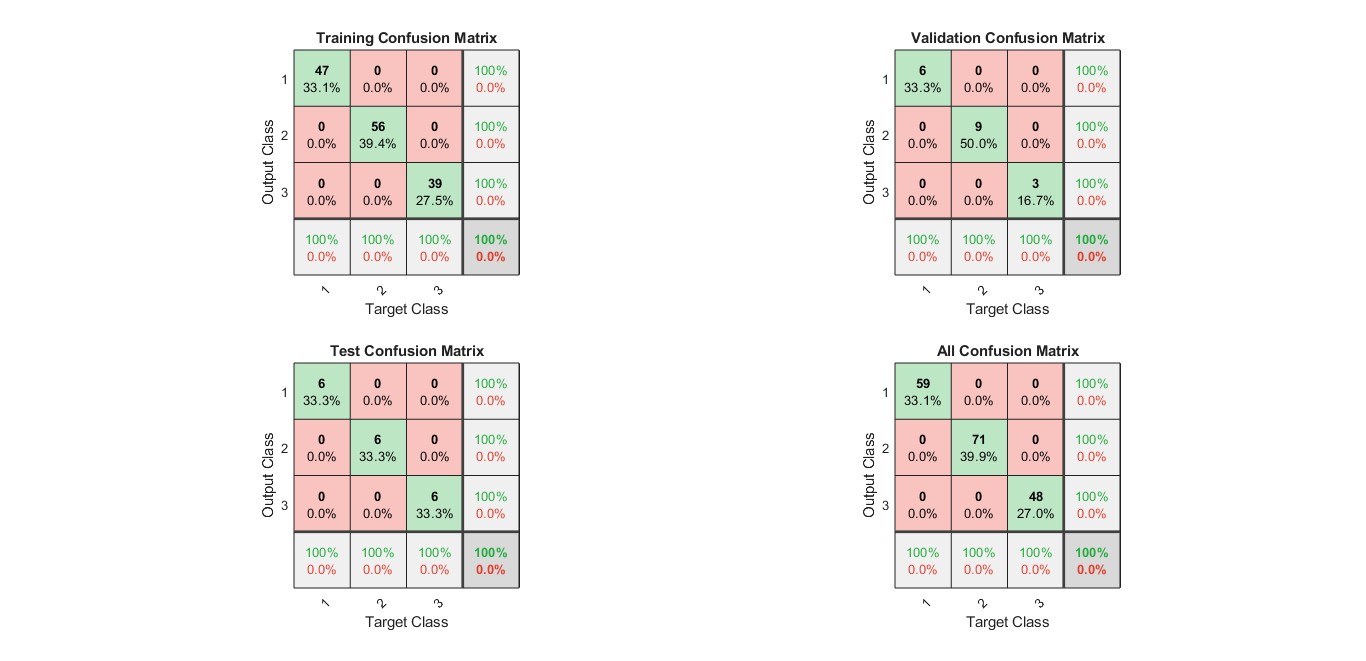 Training Confusion Matrix
1 47 0 0 100%
33.1% 0.0% 0.0% 0.0%
2 0 56 0 100%
0.0% 39.4% 0.0% 0.0%
3 0 0 39 100%
0.0% 0.0% 27.5% 0.0%
100% 100% 100% 100%
0.0% 0.0% 0.0% 0.0%
1 2 3
Target Class
Output Class
Validation Confusion Matrix
1 6 0 0 100%
33.3% 0.0% 0.0% 0.0%
2 0 9 0 100%
0.0% 50.0% 0.0% 0.0%
3 0 0 3 100%
0.0% 0.0% 16.7% 0.0%
100% 100% 100% 100%
0.0% 0.0% 0.0% 0.0%
1 2 3
Target Class
Output Class
Test Confusion Matrix
1 6 0 0 100%
33.3% 0.0% 0.0% 0.0%
2 0 6 0 100%
0.0% 33.3% 0.0% 0.0%
3 0 0 6 100%
0.0% 0.0% 33.3% 0.0%
100% 100% 100% 100%
0.0% 0.0% 0.0% 0.0%
1 2 3
Target Class
Output Class
All Confusion Matrix
1 59 0 0 100%
33.1% 0.0% 0.0% 0.0%
2 0 71 0 100%
0.0% 39.9% 0.0% 0.0%
3 0 0 48 100%
0.0% 0.0% 27.0% 0.0%
100% 100% 100% 100%
0.0% 0.0% 0.0% 0.0%
1 2 3
Target Class
Output Class